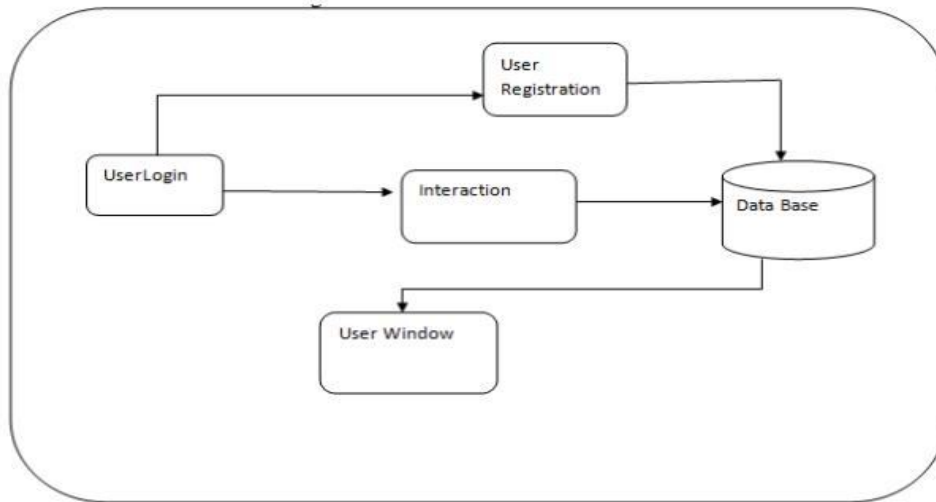 User
Registration
UserLogin
Interaction
Data Base
User Window